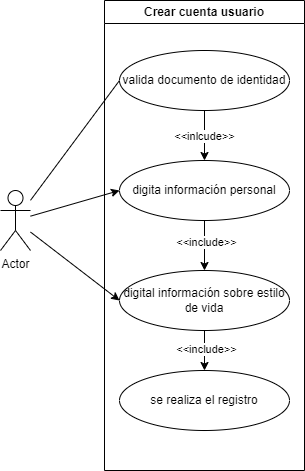 Crear cuenta usuario
valida documento de identidad
<<inlcude>>
digita información personal
<<include>>
Actor
digital información sobre estilo
de vida
<<include>>
se realiza el registro